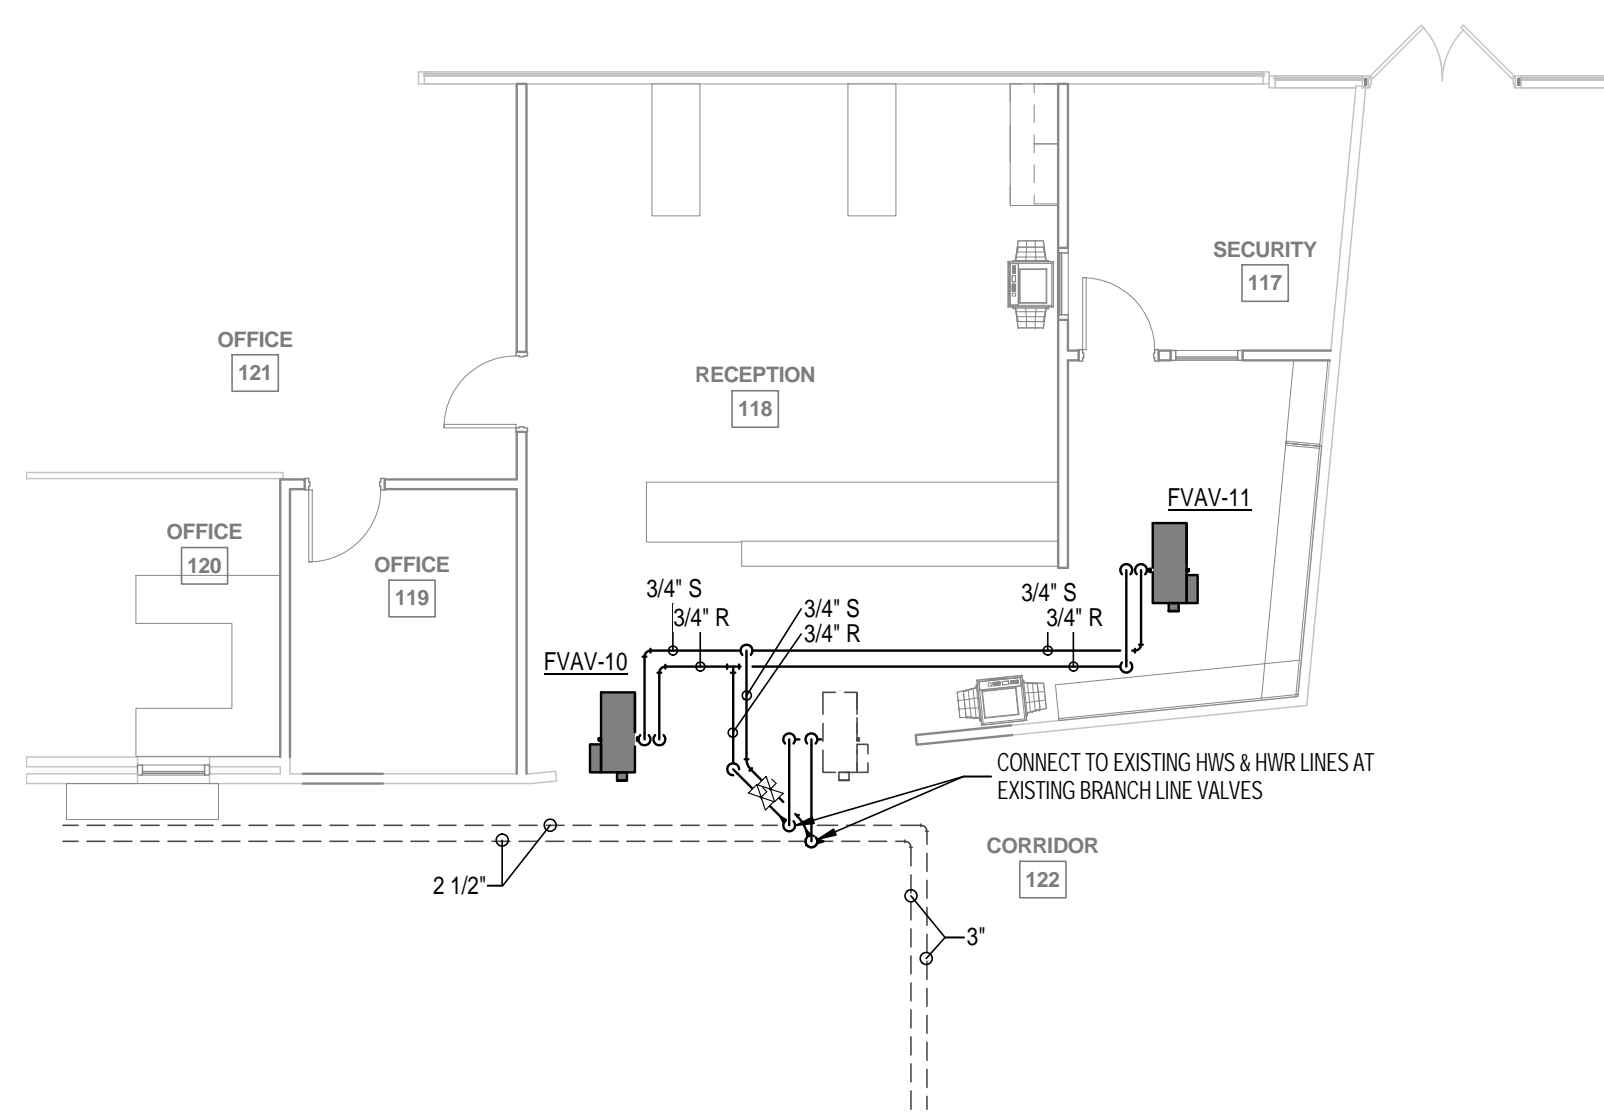 SECURITY
117
OFFICE
121
RECEPTION
118
FVAV-11
OFFICE
120
OFFICE
119
3/4" S
3/4" R
3/4" S
3/4" R
3/4" S
3/4" R
FVAV-10
CONNECT TO EXISTING HWS & HWR LINES AT
EXISTING BRANCH LINE VALVES
CORRIDOR
122
2 1/2"
3"